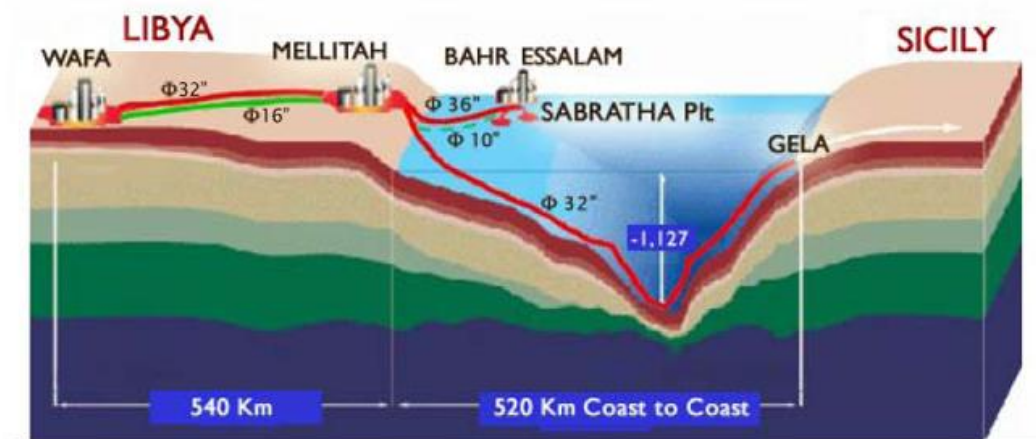 LIBYA
SICILY
WAFA
MELLITAH
BAHR ESSALAM
Φ32"
Φ16"
Φ 36"
SABRATHA Plt
Φ 10"
GELA
Φ 32"
-1,127
540 Km
520 Km Coast to Coast